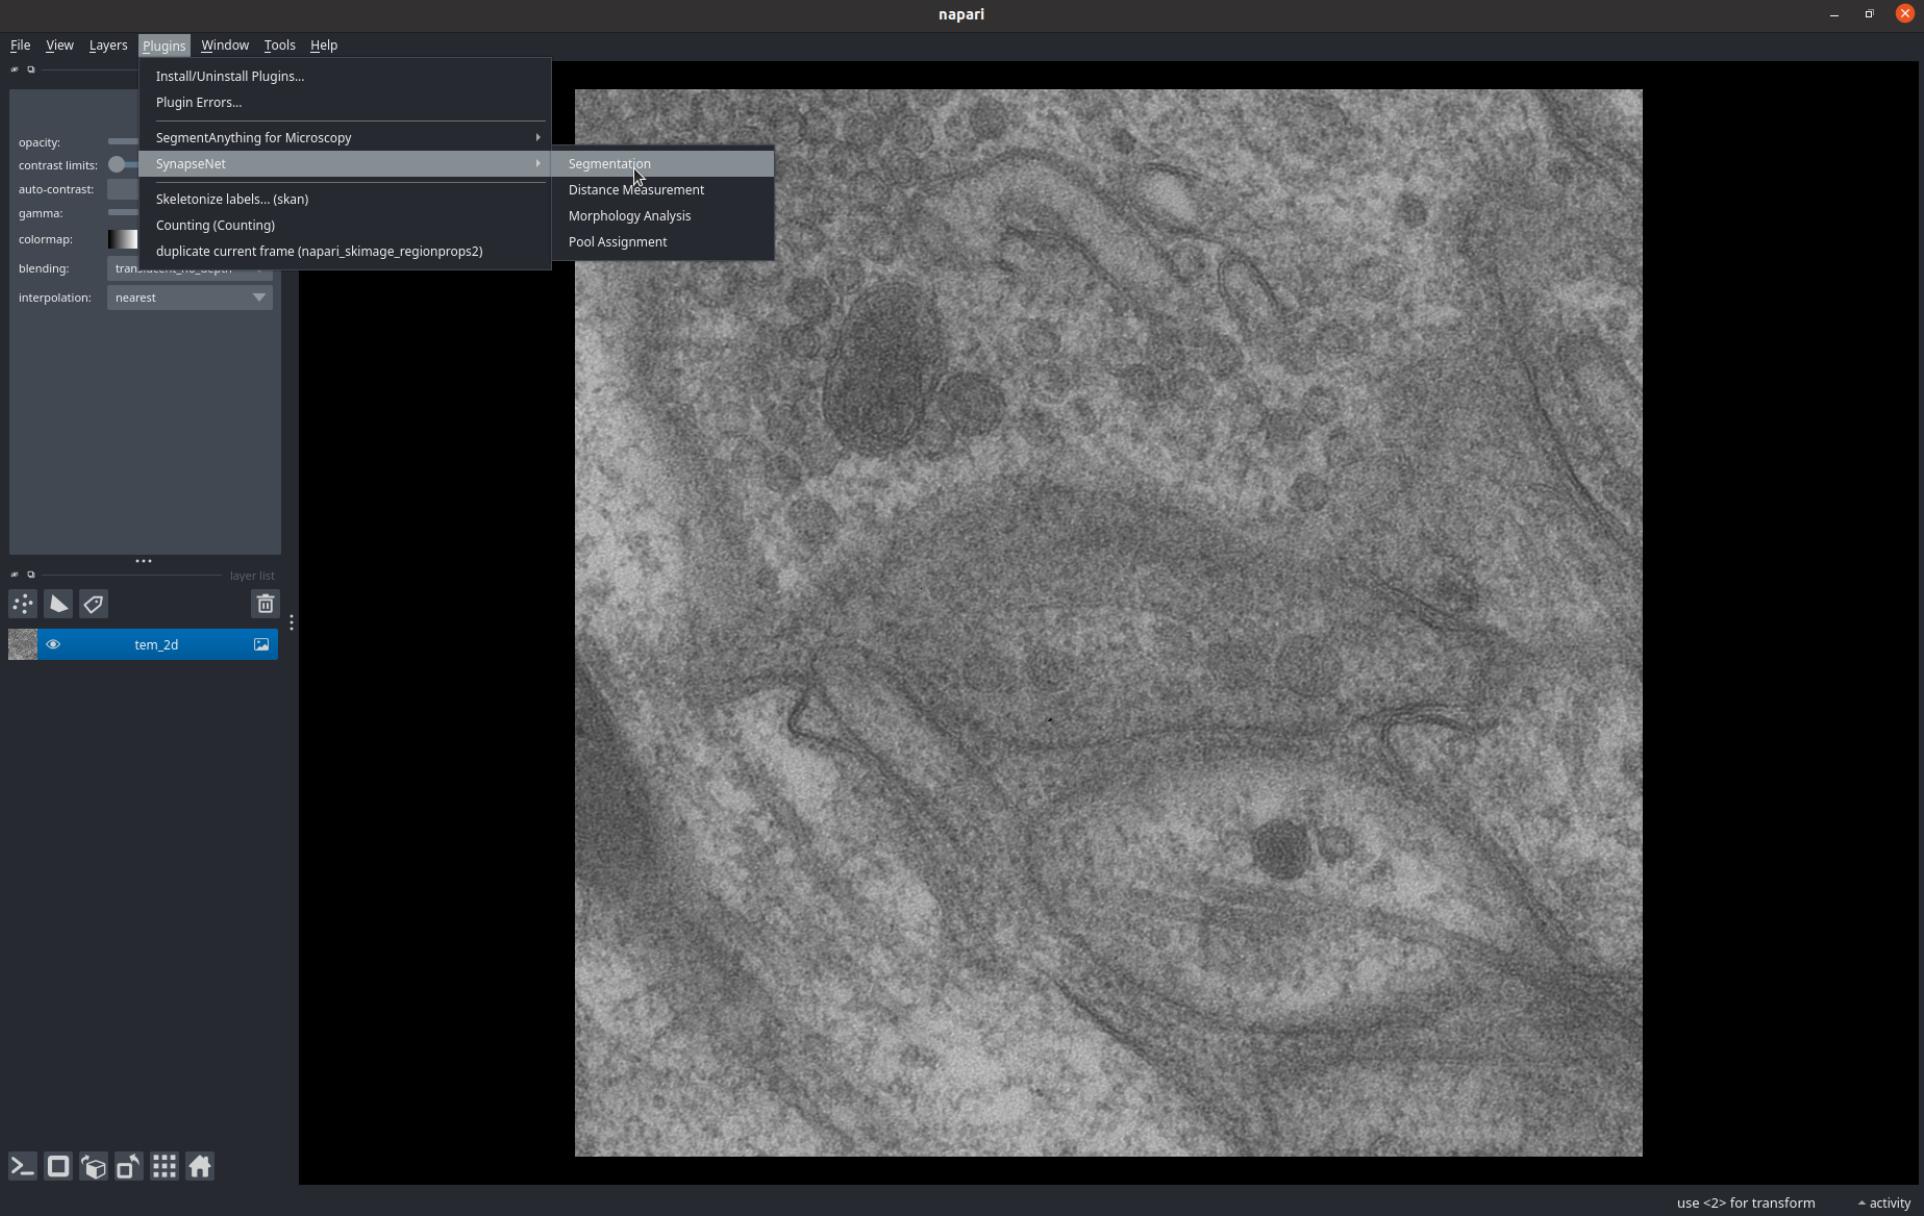 napari
File View Layers Plugins Window Tools Help
Install/Uninstall Plugins...
Plugin Errors...
SegmentAnything for Microscopy
SynapseNet
Skeletonize labels... (skan)
Counting (Counting)
duplicate current frame (napari_skimage_regionprops2)
Segmentation
Distance Measurement
Morphology Analysis
Pool Assignment
opacity:
contrast limits:
auto-contrast:
gamma:
colormap:
blending: translucent_no_depth
interpolation: nearest
layer list
tem_2d
use <2> for transform
activity